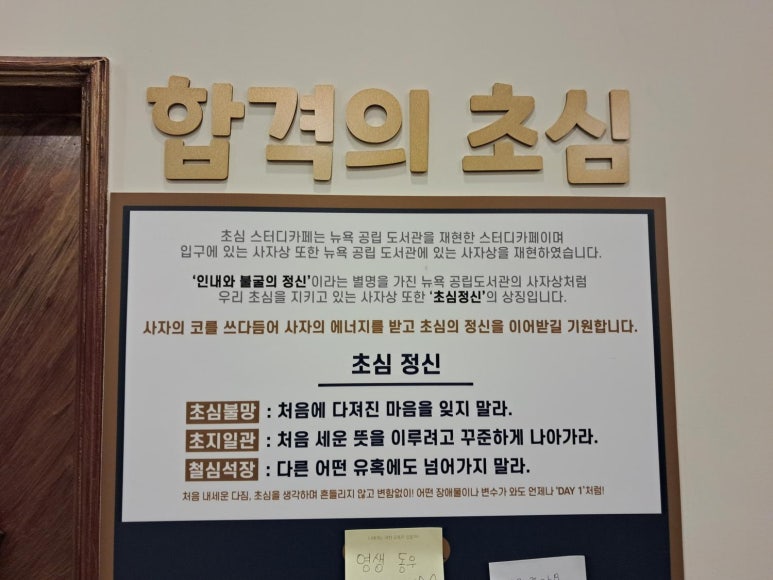 합격의 초심
초심 스터디카페는 뉴욕 공립 도서관을 재현한 스터디카페이며
입구에 있는 사자상 또한 뉴욕 공립 도서관에 있는 사자상을 재현하였습니다.
‘인내와 불굴의 정신’이라는 별명을 가진 뉴욕 공립도서관의 사자상처럼
우리 초심을 지키고 있는 사자상 또한 ‘초심정신’의 상징입니다.
사자의 코를 쓰다듬어 사자의 에너지를 받고 초심의 정신을 이어받길 기원합니다.
초심 정신
초심불망 : 처음에 다져진 마음을 잊지 말라.
초지일관 : 처음 세운 뜻을 이루려고 꾸준하게 나아가라.
철심석장 : 다른 어떤 유혹에도 넘어가지 말라.
처음 내세운 다짐, 초심을 생각하며 흔들리지 않고 변함없이! 어떤 장애물이나 변수가 와도 언제나 ‘DAY 1’처럼!
영생 동우